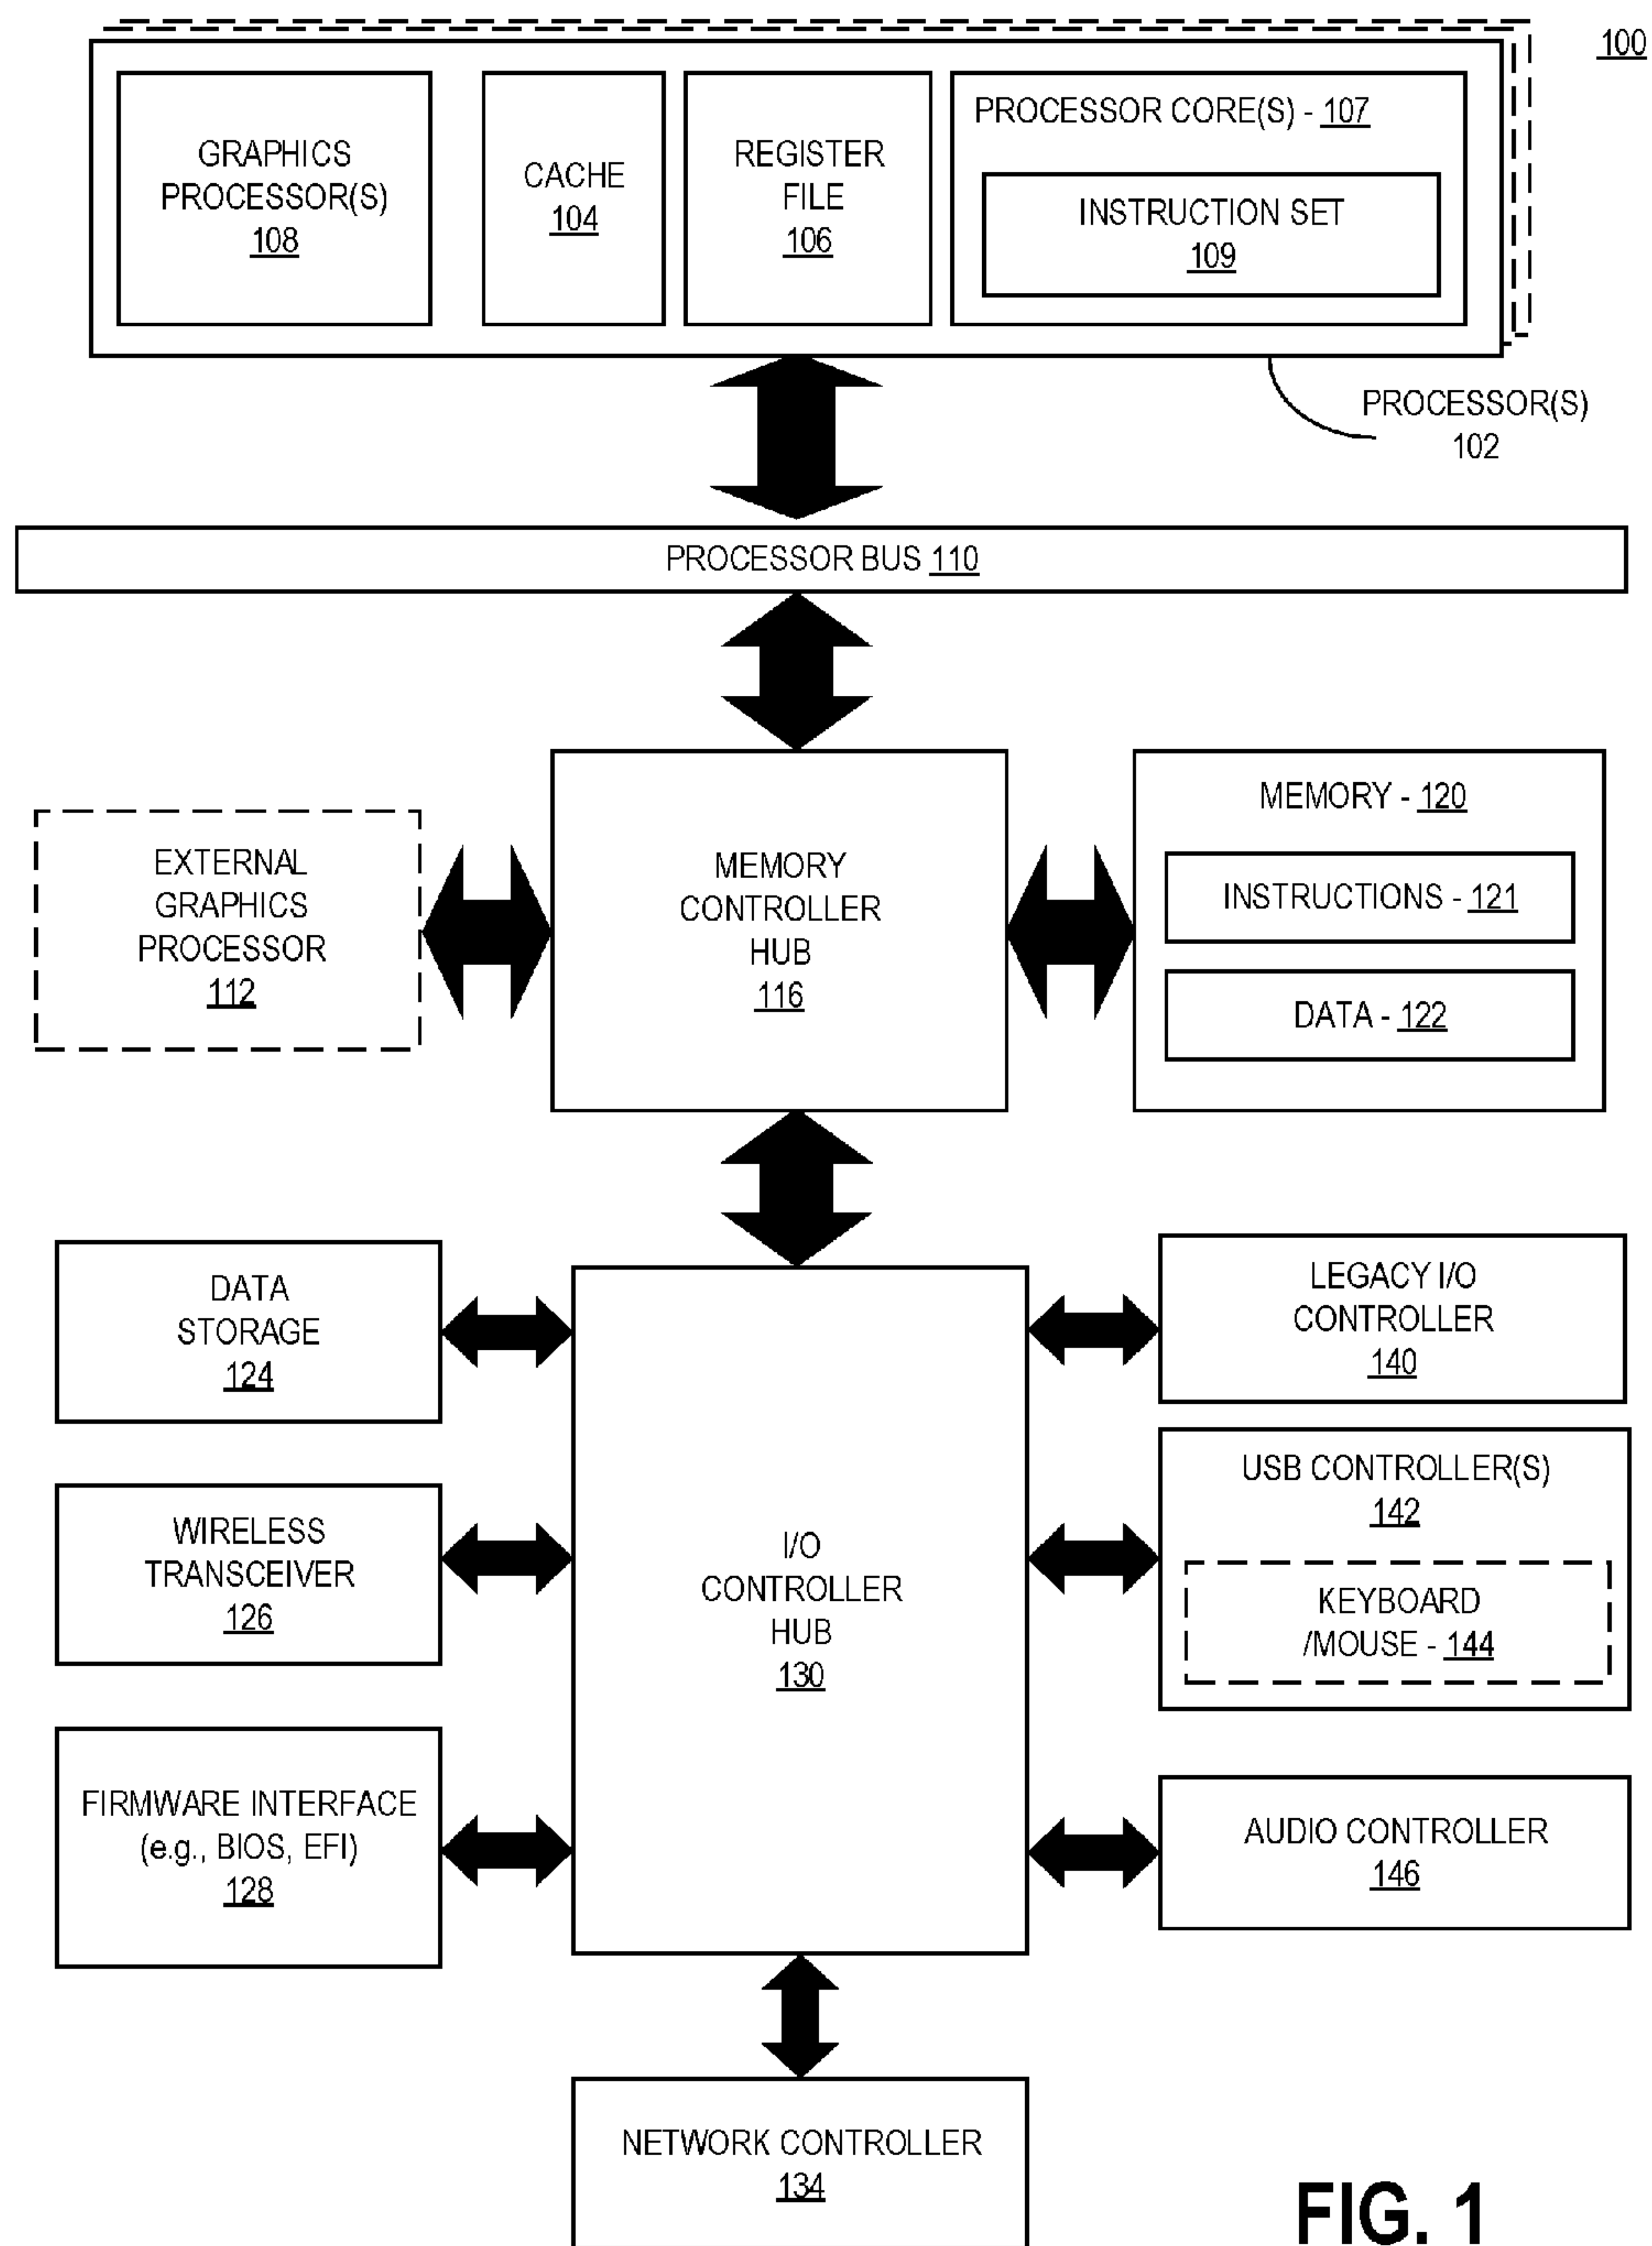 100
GRAPHICS
PROCESSOR(S)
108
CACHE
104
REGISTER
FILE
106
PROCESSOR CORE(S) - 107
INSTRUCTION SET
109
PROCESSOR(S)
102
PROCESSOR BUS 110
EXTERNAL
GRAPHICS
PROCESSOR
112
MEMORY
CONTROLLER
HUB
116
MEMORY - 120
INSTRUCTIONS - 121
DATA - 122
DATA
STORAGE
124
WIRELESS
TRANSCEIVER
126
FIRMWARE INTERFACE
(e.g., BIOS, EFI)
128
I/O
CONTROLLER
HUB
130
LEGACY I/O
CONTROLLER
140
USB CONTROLLER(S)
142
KEYBOARD
/MOUSE - 144
AUDIO CONTROLLER
146
NETWORK CONTROLLER
134
FIG. 1